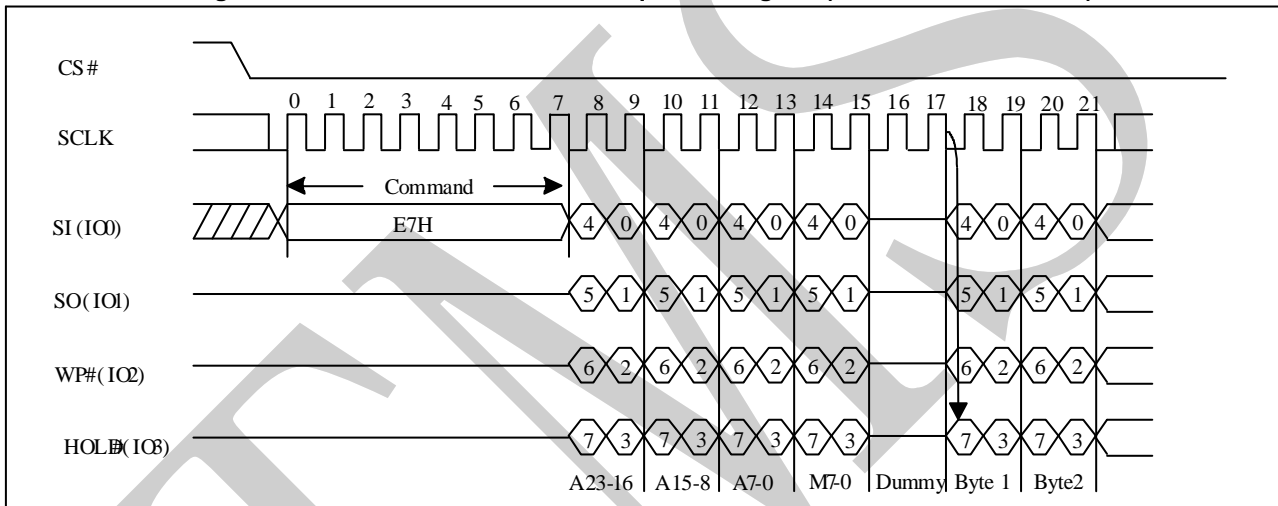 CS#
0 1 2 3 4 5 6 7 8 9 10 11 12 13 14 15 16 17 18 19 20 21
SCLK
Command
SI(IO0) E7H 4 0 4 0 4 0 4 0 4 0 4 0
SO(IO1) 5 1 5 1 5 1 5 1 5 1 5 1
WP#(IO2) 6 2 6 2 6 2 6 2 6 2 6 2
HOLD#(IO3) 7 3 7 3 7 3 7 3 7 3 7 3
A23-16 A15-8 A7-0 M7-0 Dummy Byte 1 Byte2